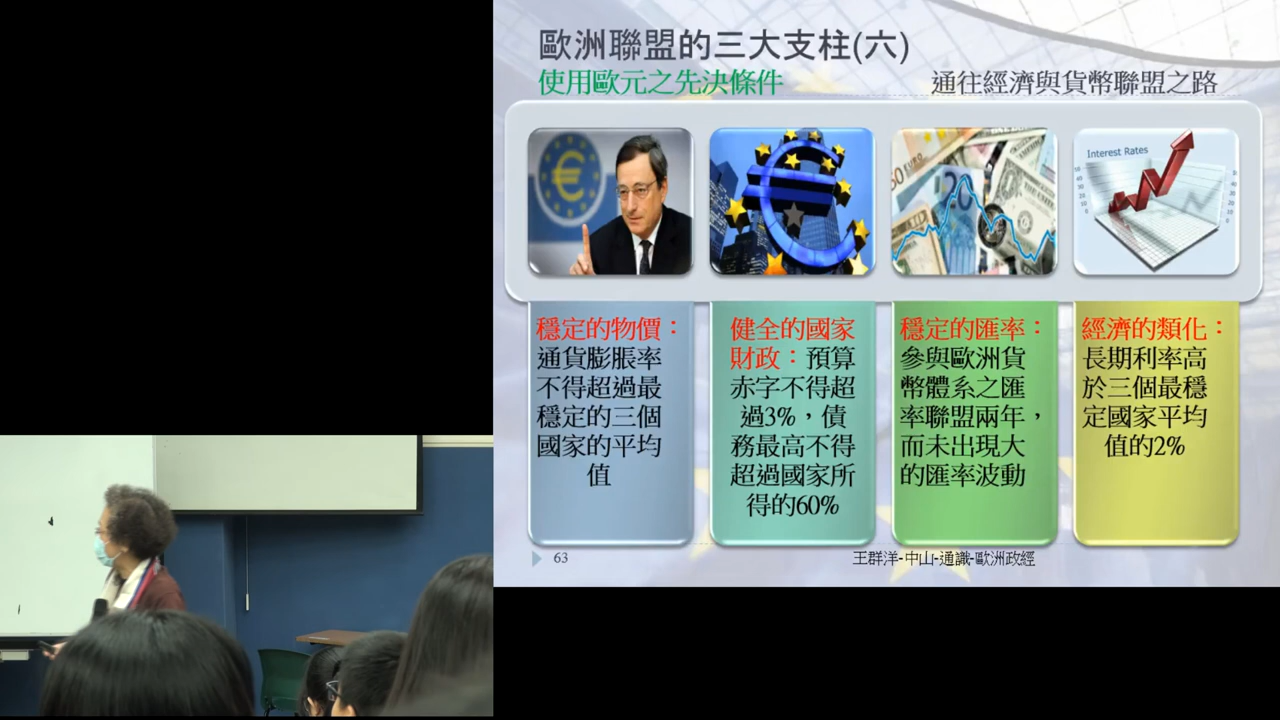 歐洲聯盟的三大支柱(六)
使用歐元之先決條件
通往經濟與貨幣聯盟之路
Interest Rates
穩定的物價：
通貨膨脹率
不得超過最
穩定的三個
國家的平均
值
健全的國家
財政：預算
赤字不得超
過3%，債
務最高不得
超過國家所
得的60%
穩定的匯率：
參與歐洲貨
幣體系之匯
率聯盟兩年，
而未出現大
的匯率波動
經濟的類化：
長期利率高
於三個最穩
定國家平均
值的2%
63
王群洋-中山-通識-歐洲政經